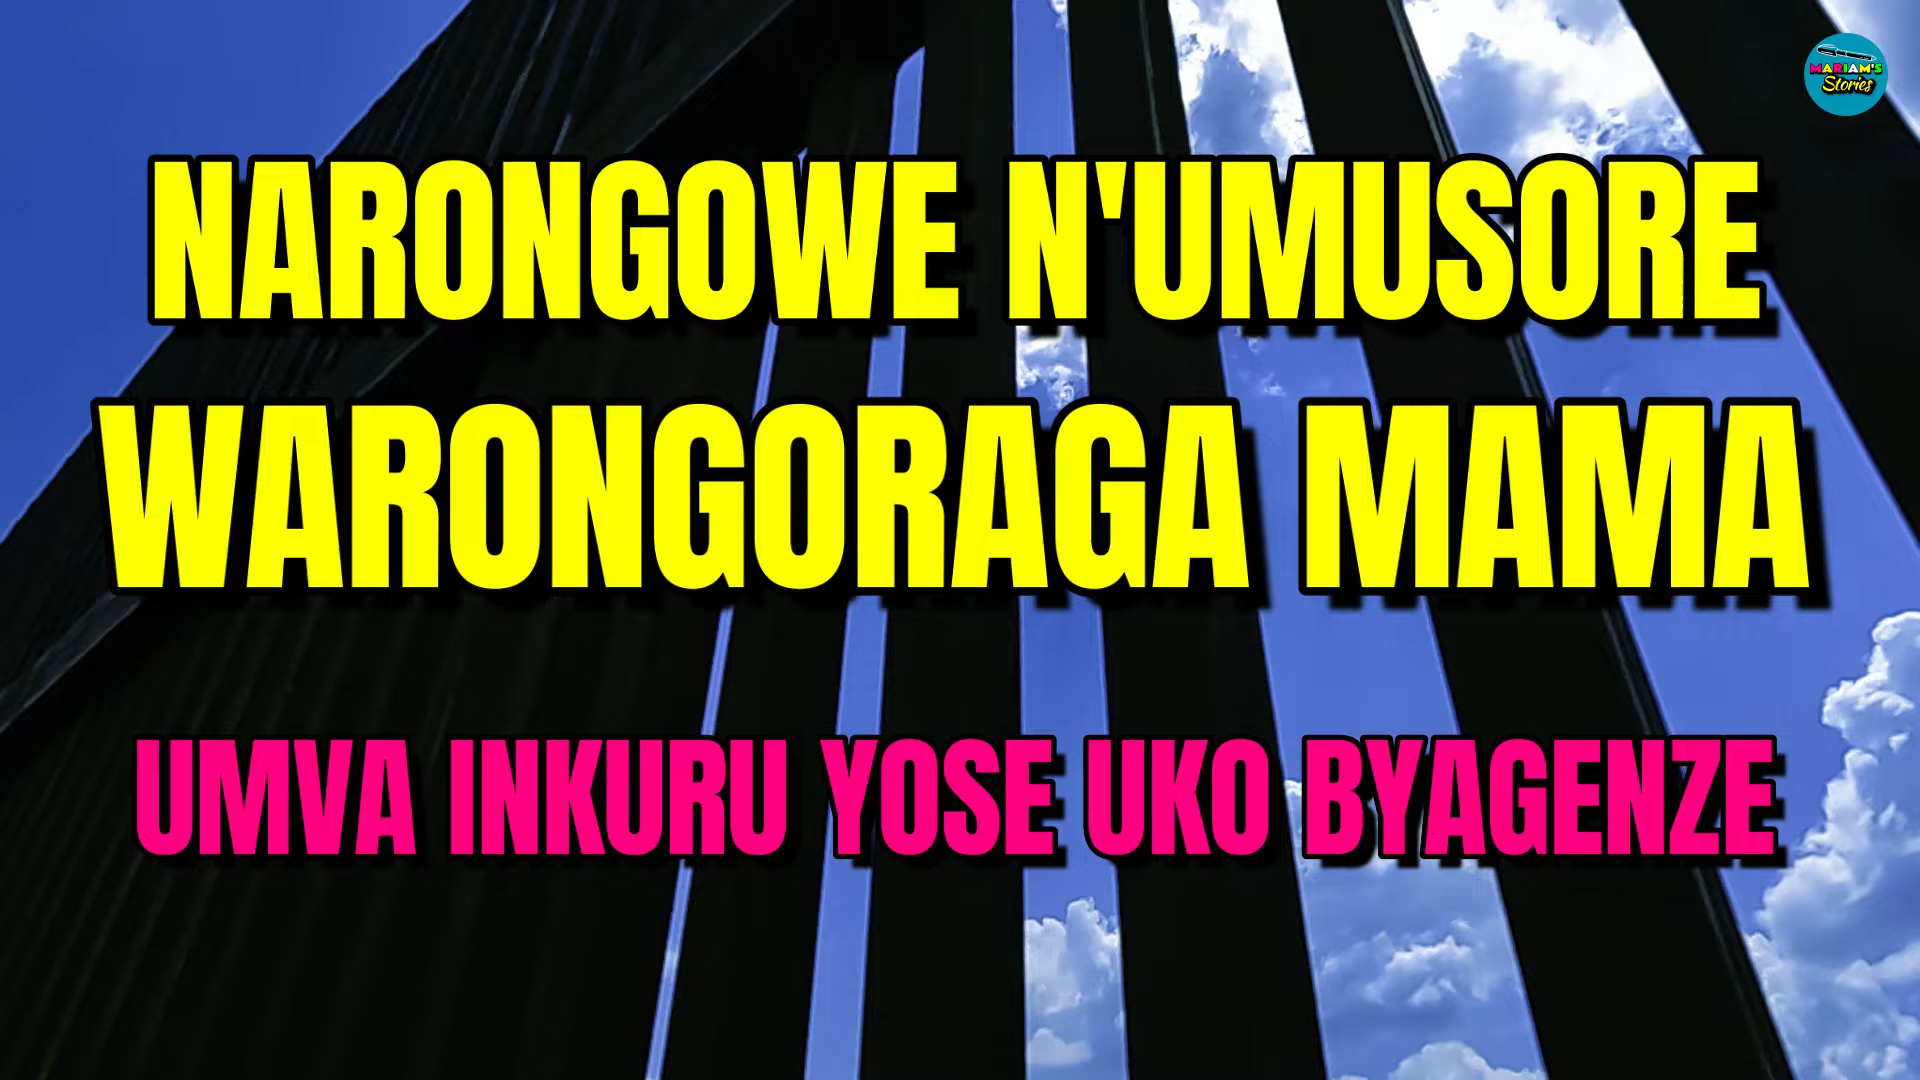 MARIAM'S
Stories
NARONGOWE N'UMUSORE
WARONGORAGA MAMA
UMVA INKURU YOSE UKO BYAGENZE